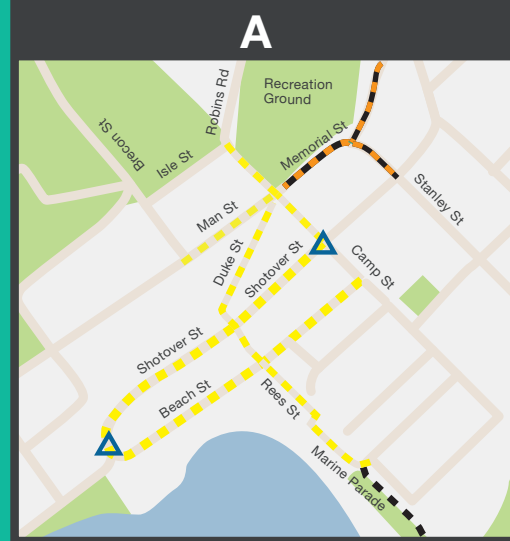 A
Recreation
Ground
Robins Rd
Memorial St
Brecon St
Isle St
Stanley St
Man St
Duke St
Shotover St
Camp St
Shotover St
Beach St
Rees St
Marine Parade